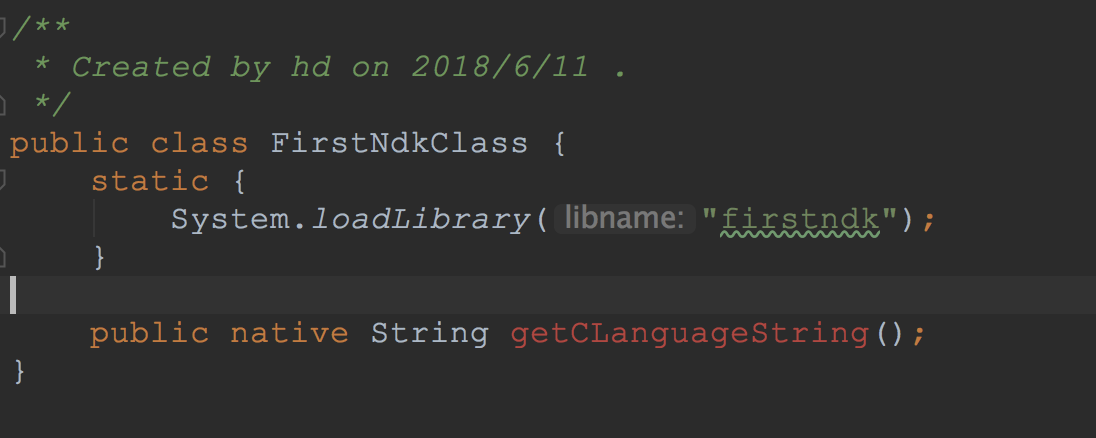 /**
 * Created by hd on 2018/6/11 .
 */
public class FirstNdkClass {
    static {
        System.loadLibrary( libname: "firstndk");
    }

    public native String getCLanguageString();
}